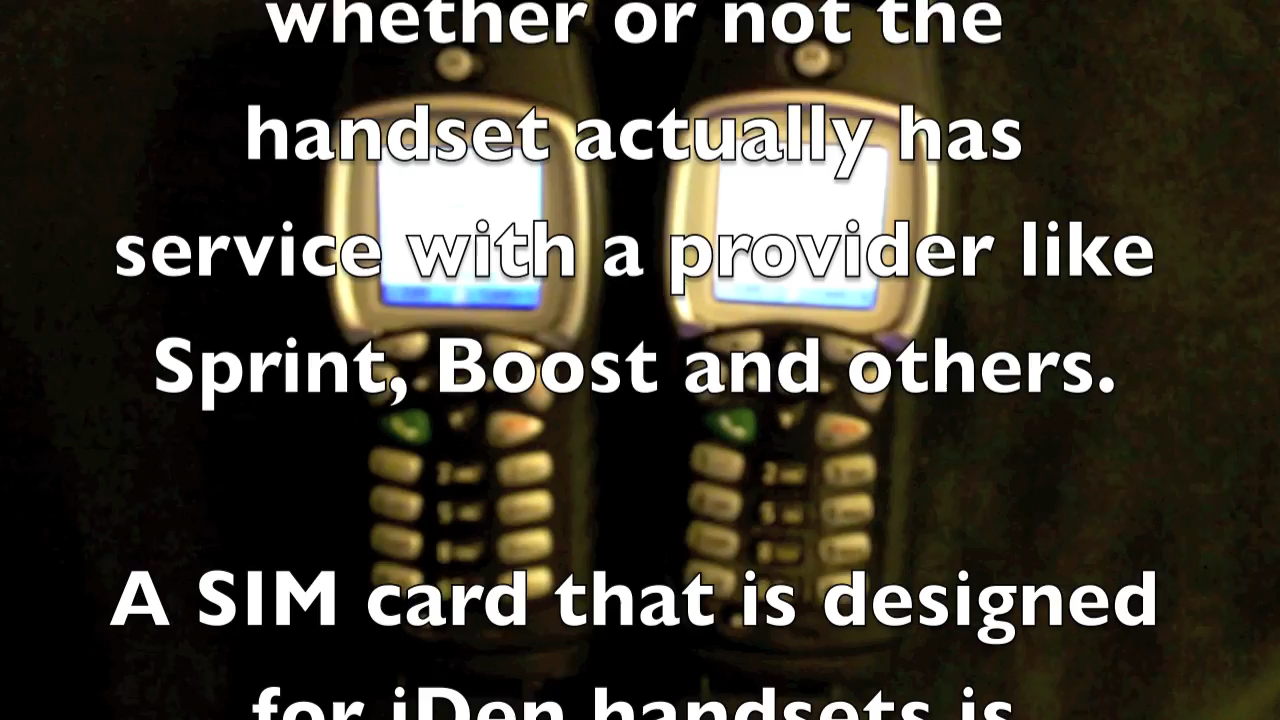 whether or not the
handset actually has
service with a provider like
Sprint, Boost and others.
A SIM card that is designed
for iDen handsets is